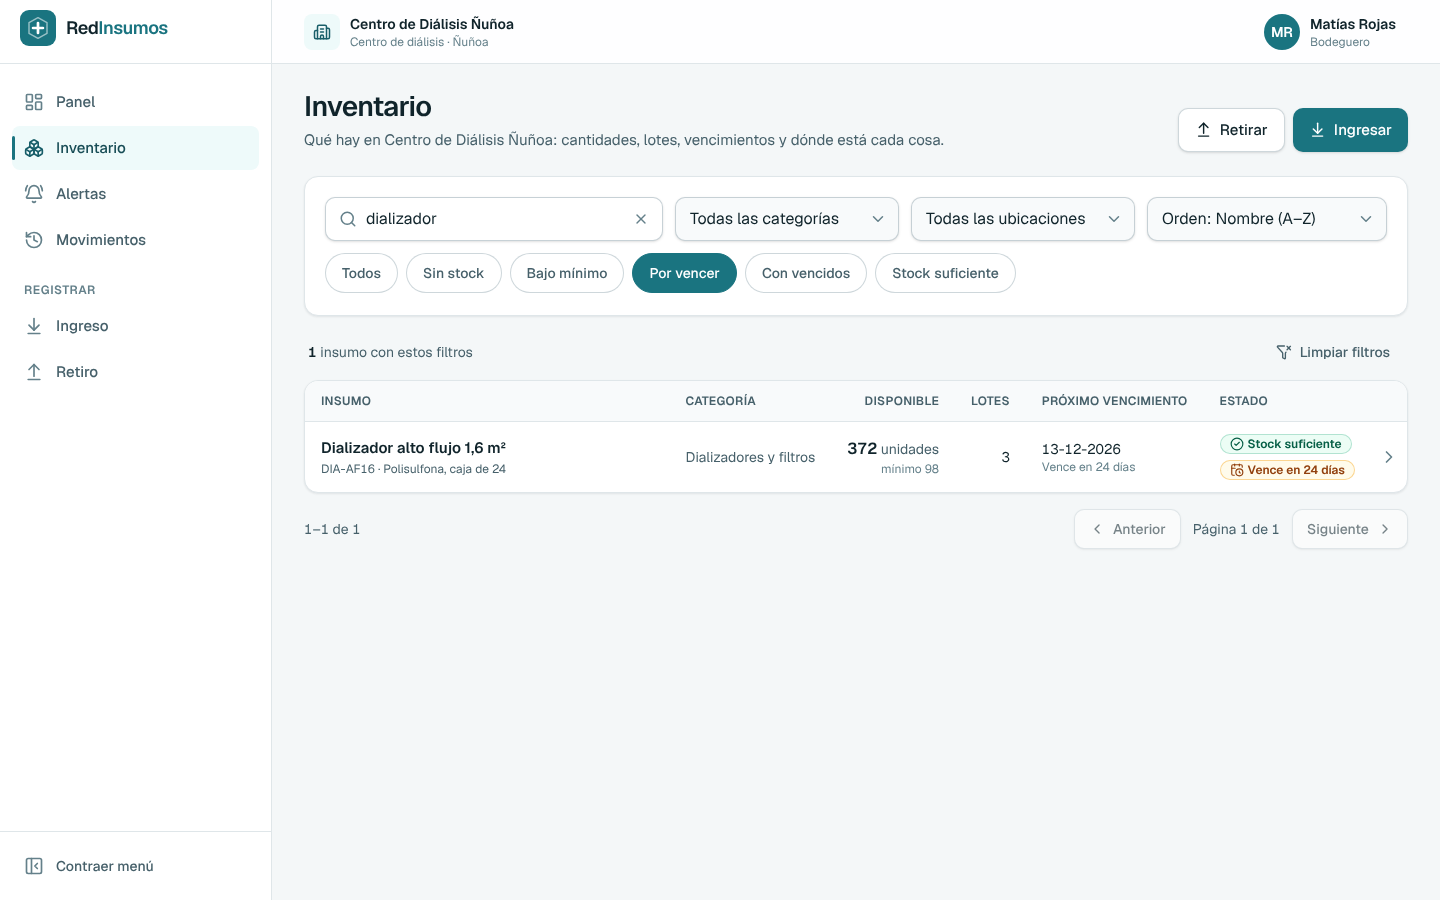 RedInsumos
Centro de Diálisis Ñuñoa
Centro de diálisis · Ñuñoa
MR
Matías Rojas
Bodeguero
Panel
Inventario
Alertas
Movimientos
REGISTRAR
Ingreso
Retiro
Contraer menú
Inventario
Qué hay en Centro de Diálisis Ñuñoa: cantidades, lotes, vencimientos y dónde está cada cosa.
Retirar
Ingresar
dializador
Todas las categorías
Todas las ubicaciones
Orden: Nombre (A–Z)
Todos
Sin stock
Bajo mínimo
Por vencer
Con vencidos
Stock suficiente
1 insumo con estos filtros
Limpiar filtros
INSUMO
CATEGORÍA
DISPONIBLE
LOTES
PRÓXIMO VENCIMIENTO
ESTADO
Dializador alto flujo 1,6 m²
DIA-AF16 · Polisulfona, caja de 24
Dializadores y filtros
372 unidades
mínimo 98
3
13-12-2026
Vence en 24 días
Stock suficiente
Vence en 24 días
1–1 de 1
Anterior
Página 1 de 1
Siguiente